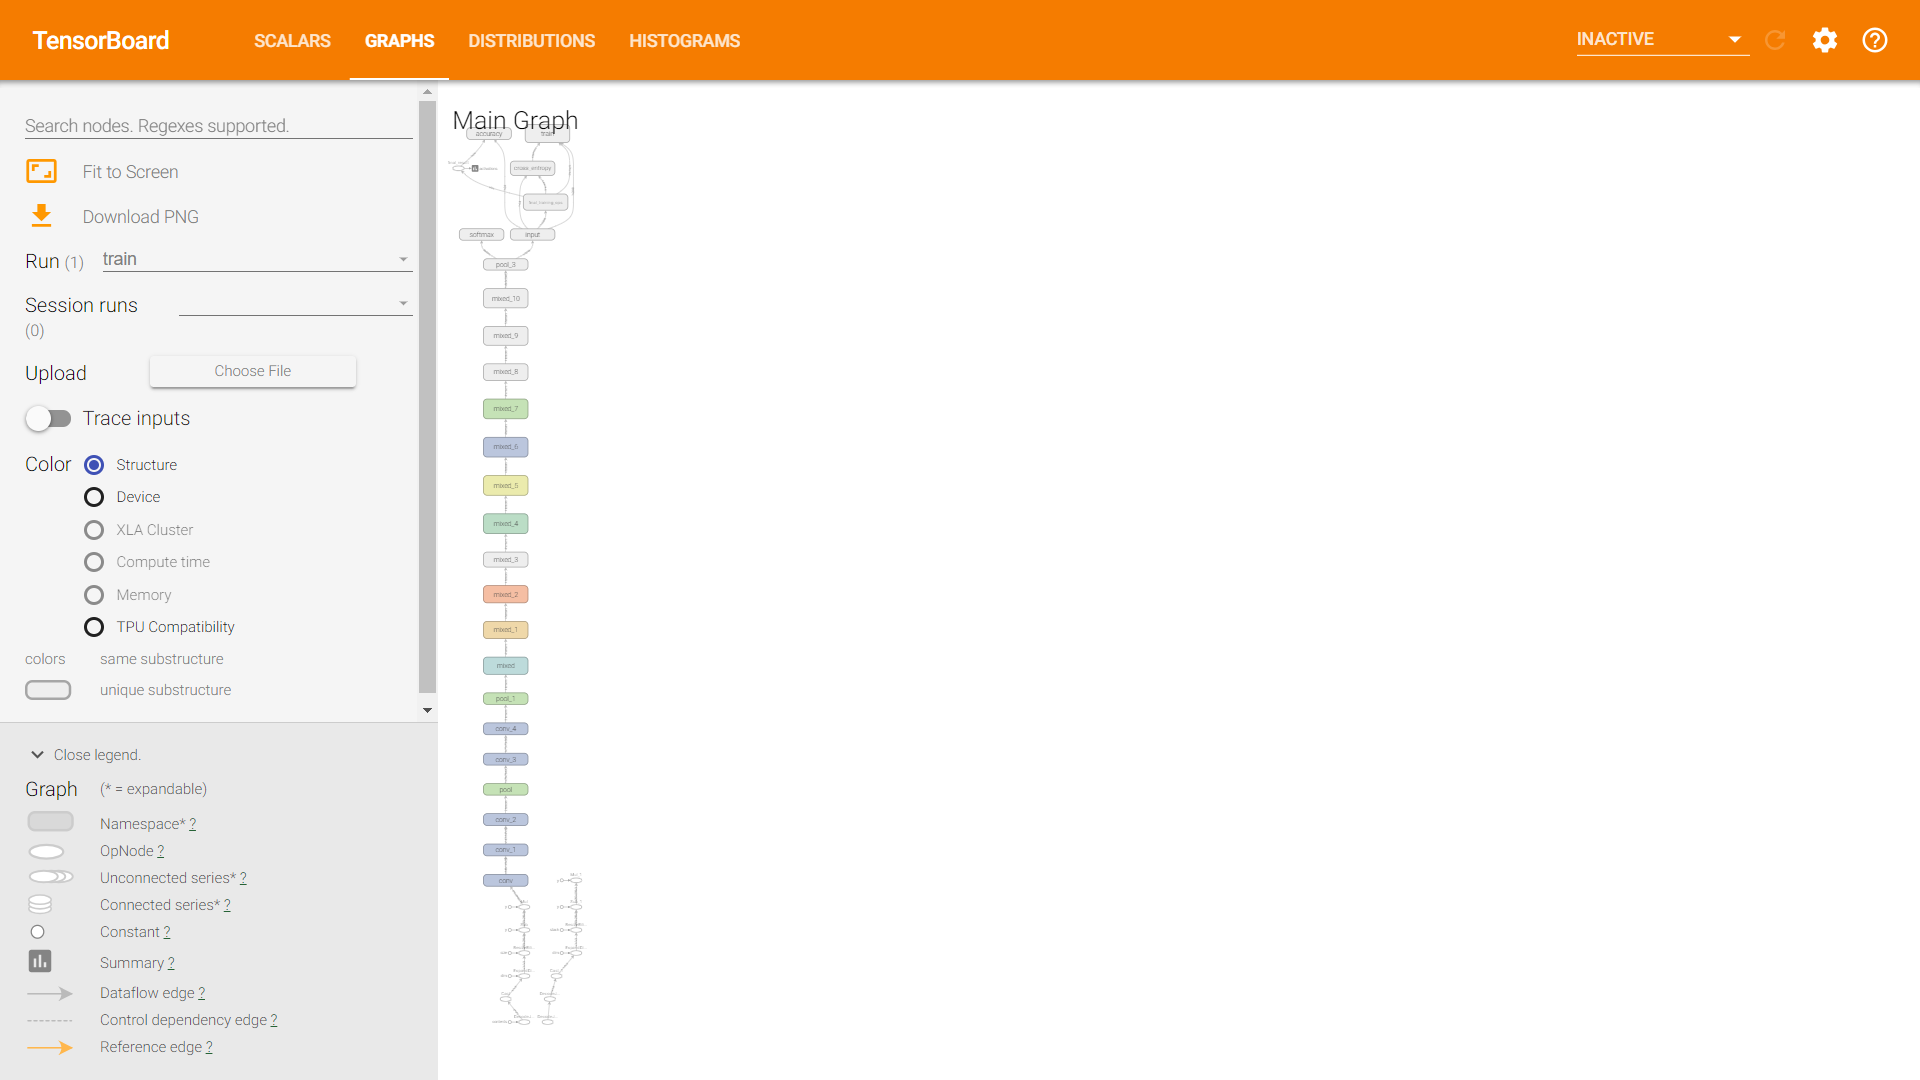 TensorBoard
SCALARS
GRAPHS
DISTRIBUTIONS
HISTOGRAMS
INACTIVE
Search nodes. Regexes supported.
Fit to Screen
Download PNG
Run (1)
train
Session runs
(0)
Upload
Choose File
Trace inputs
Color
Structure
Device
XLA Cluster
Compute time
Memory
TPU Compatibility
colors same substructure
unique substructure
Close legend.
Graph (* = expandable)
Namespace* ?
OpNode ?
Unconnected series* ?
Connected series* ?
Constant ?
Summary ?
Dataflow edge ?
Control dependency edge ?
Reference edge ?
Main Graph
accuracy
train
cross_entropy
softmax
input
pool_3
mixed_10
mixed_9
mixed_8
mixed_7
mixed_6
mixed_5
mixed_4
mixed_3
mixed_2
mixed_1
mixed
pool_1
conv_4
conv_3
pool
conv_2
conv_1
conv